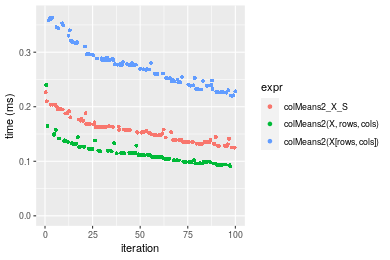 0.3
0.2
0.1
0.0
time (ms)
0
25
50
75
100
iteration
expr
colMeans2_X_S
colMeans2(X, rows, cols)
colMeans2(X[rows, cols])